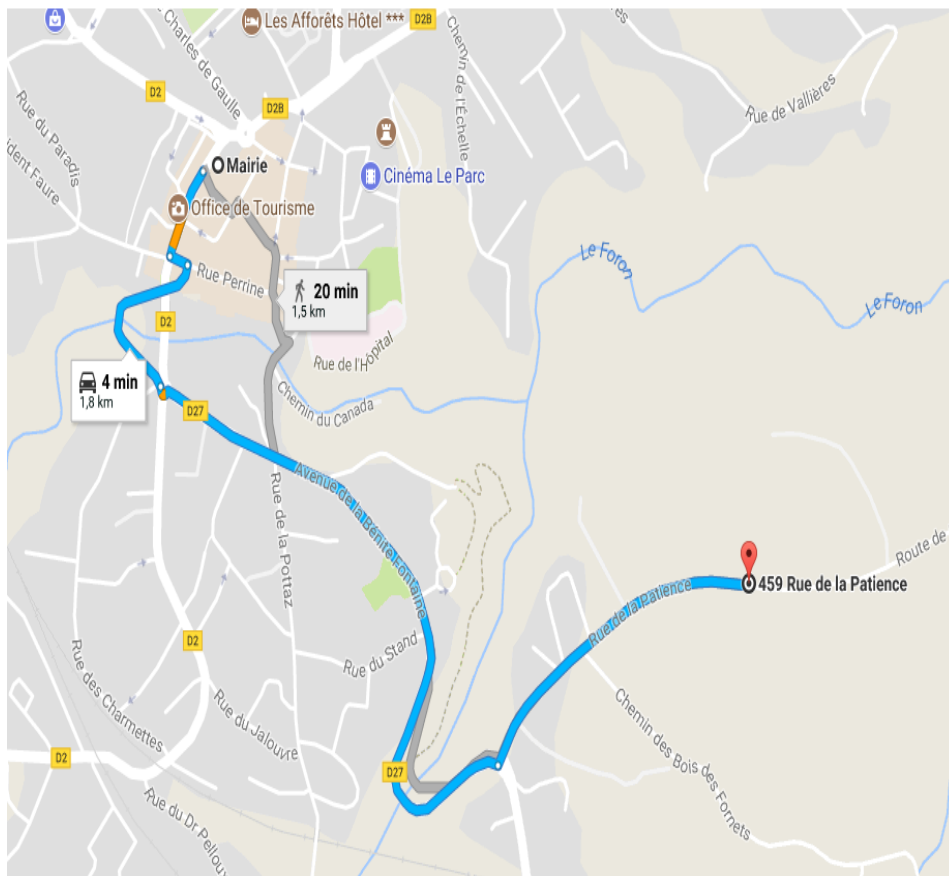 Les Afforêts Hôtel ***
D2B
Charles de Gaulle
Chemin de l'Échelle
Rue de Vallières
D2
D2B
Rue du Paradis
ident Faure
Mairie
Cinéma Le Parc
Office de Tourisme
Le Foron
Le Foron
Rue Perrine
20 min
1,5 km
D2
Rue de l'Hôpital
4 min
1,8 km
Chemin du Canada
D27
Avenue de la Bénite Fontaine
Rue de la Pottaz
Route de
459 Rue de la Patience
Rue de la Patience
D2
Rue du Stand
Rue des Charmettes
Rue du Jalouvre
Chemin des Bois des Fornets
D2
D27
Rue du Dr Pellou